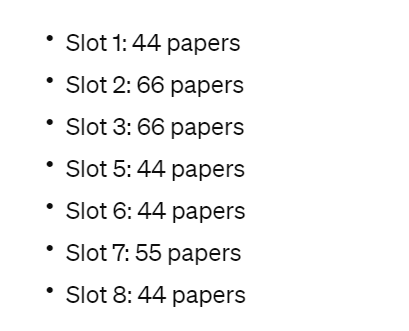 • Slot 1: 44 papers
• Slot 2: 66 papers
• Slot 3: 66 papers
• Slot 5: 44 papers
• Slot 6: 44 papers
• Slot 7: 55 papers
• Slot 8: 44 papers